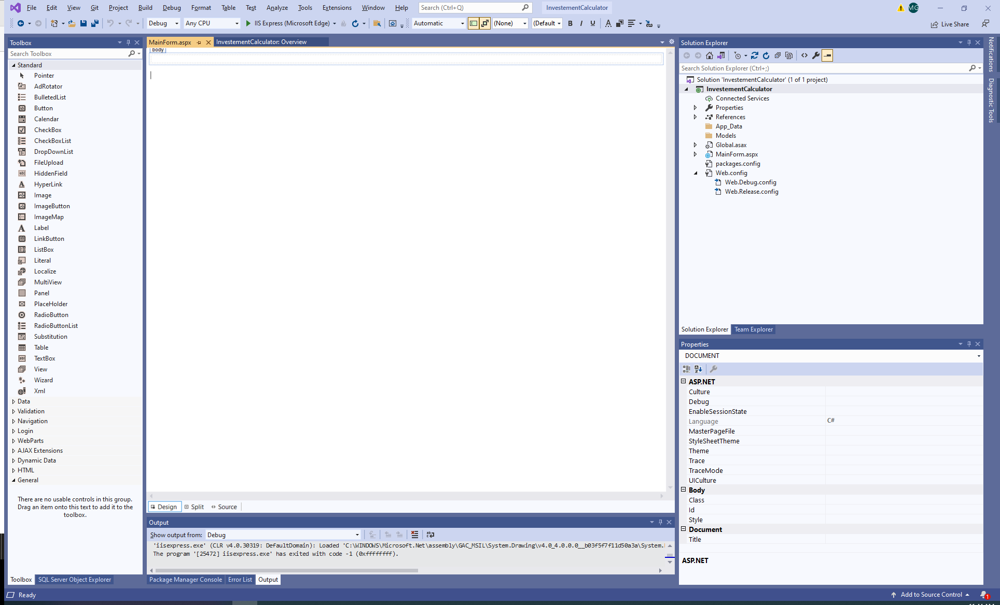 File Edit View Git Project Build Debug Format Table Test Analyze Tools Extensions Window Help Search (Ctrl+Q) InvestementCalculator MG
Debug Any CPU IIS Express (Microsoft Edge) Automatic (None) (Default B I U A Live Share
Toolbox
Search Toolbox
Standard
Pointer
AdRotator
BulletedList
Button
Calendar
CheckBox
CheckBoxList
DropDownList
FileUpload
HiddenField
HyperLink
Image
ImageButton
ImageMap
Label
LinkButton
ListBox
Literal
Localize
MultiView
Panel
PlaceHolder
RadioButton
RadioButtonList
Substitution
Table
TextBox
View
Wizard
Xml
Data
Validation
Navigation
Login
WebParts
AJAX Extensions
Dynamic Data
HTML
General
There are no usable controls in this group.
Drag an item onto this text to add it to the
toolbox.
Toolbox SQL Server Object Explorer
MainForm.aspx InvestementCalculator: Overview
body
Design Split Source
Output
Show output from: Debug
'iisexpress.exe' (CLR v4.0.30319: DefaultDomain): Loaded 'C:\WINDOWS\Microsoft.Net\assembly\GAC_MSIL\System.Drawing\v4.0_4.0.0.0__b03f5f7f11d50a3a\System.
The program '[25472] iisexpress.exe' has exited with code -1 (0xffffffff).
Package Manager Console Error List Output
Solution Explorer
Search Solution Explorer (Ctrl+;)
Solution 'InvestementCalculator' (1 of 1 project)
InvestementCalculator
Connected Services
Properties
References
App_Data
Models
Global.asax
MainForm.aspx
packages.config
Web.config
Web.Debug.config
Web.Release.config
Solution Explorer Team Explorer
Properties
DOCUMENT
ASP.NET
Culture
Debug
EnableSessionState
Language C#
MasterPageFile
StyleSheetTheme
Theme
Trace
TraceMode
UICulture
Body
Class
Id
Style
Document
Title
ASP.NET
Notifications
Diagnostic Tools
Ready Add to Source Control 1